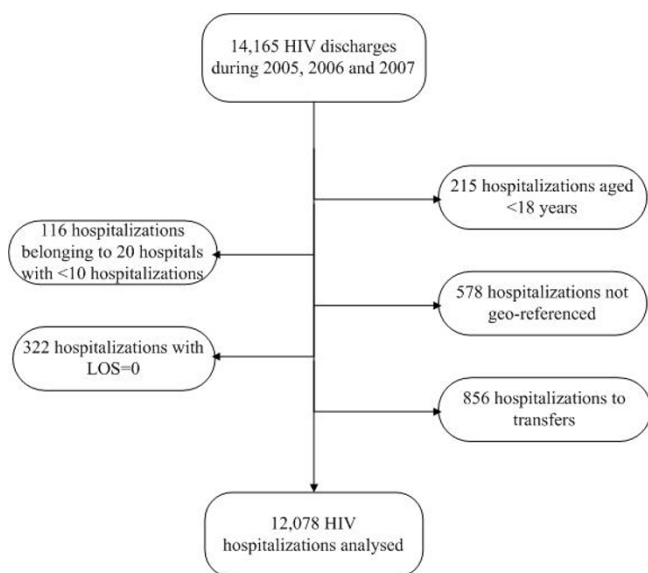 14,165 HIV discharges
during 2005, 2006 and 2007
215 hospitalizations aged
<18 years
116 hospitalizations
belonging to 20 hospitals
with <10 hospitalizations
578 hospitalizations not
geo-referenced
322 hospitalizations with
LOS=0
856 hospitalizations to
transfers
12,078 HIV
hospitalizations analysed